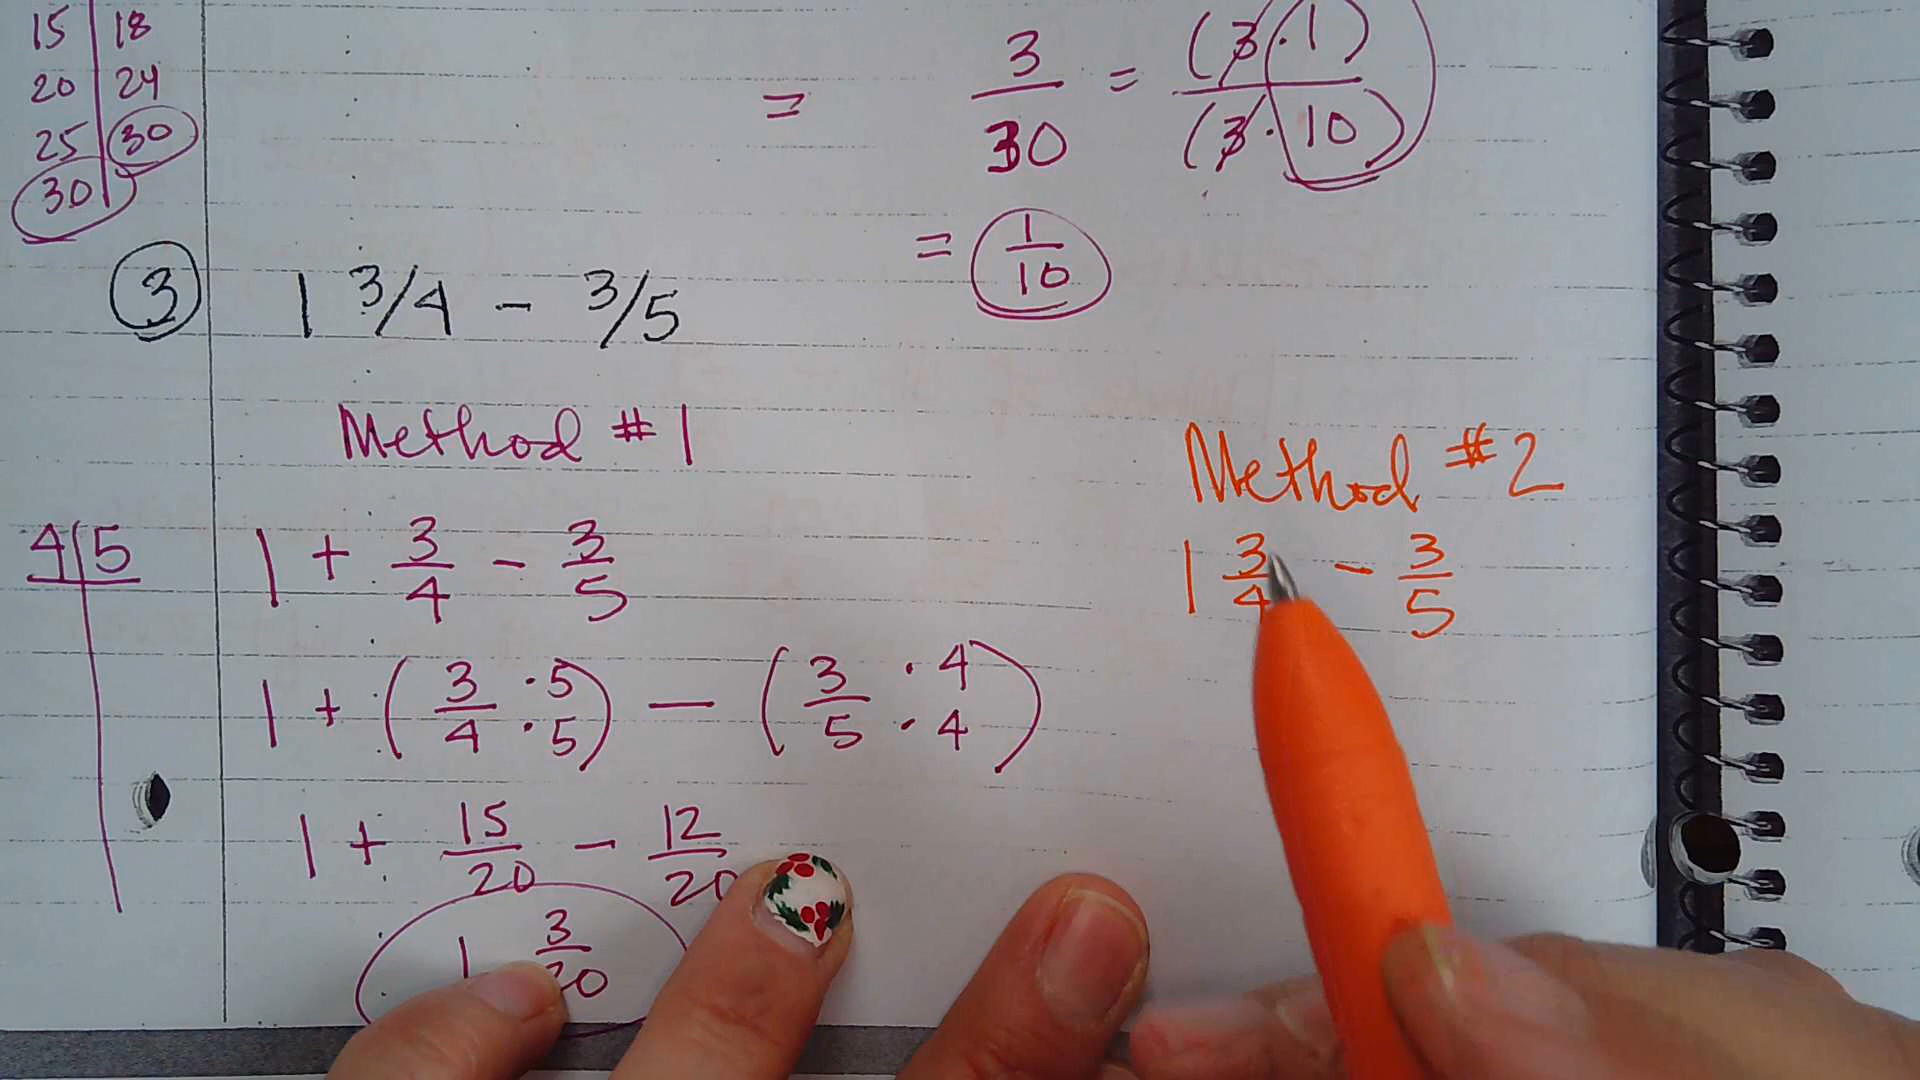 15 | 18
20 | 24
25 | 30
30
= 3/30 = (3·1)/(3·10)
= 1/10
3 1 3/4 - 3/5
Method #1
4 | 5
1 + 3/4 - 3/5
1 + (3/4 ·5/·5) - (3/5 ·4/·4)
1 + 15/20 - 12/20
1 3/20
Method #2
1 3/4 - 3/5